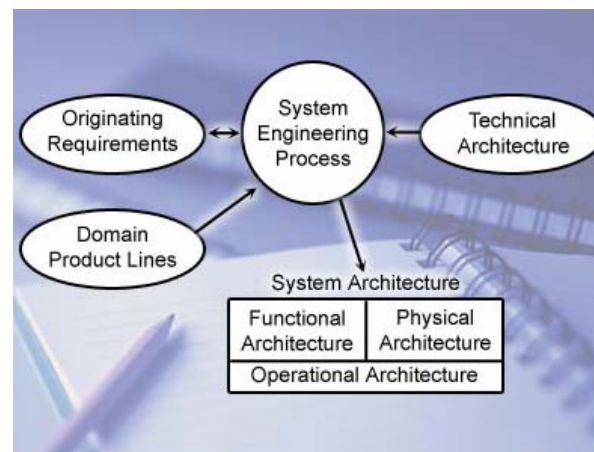 Originating
Requirements
System
Engineering
Process
Technical
Architecture
Domain
Product Lines
System Architecture
Functional
Architecture
Physical
Architecture
Operational Architecture